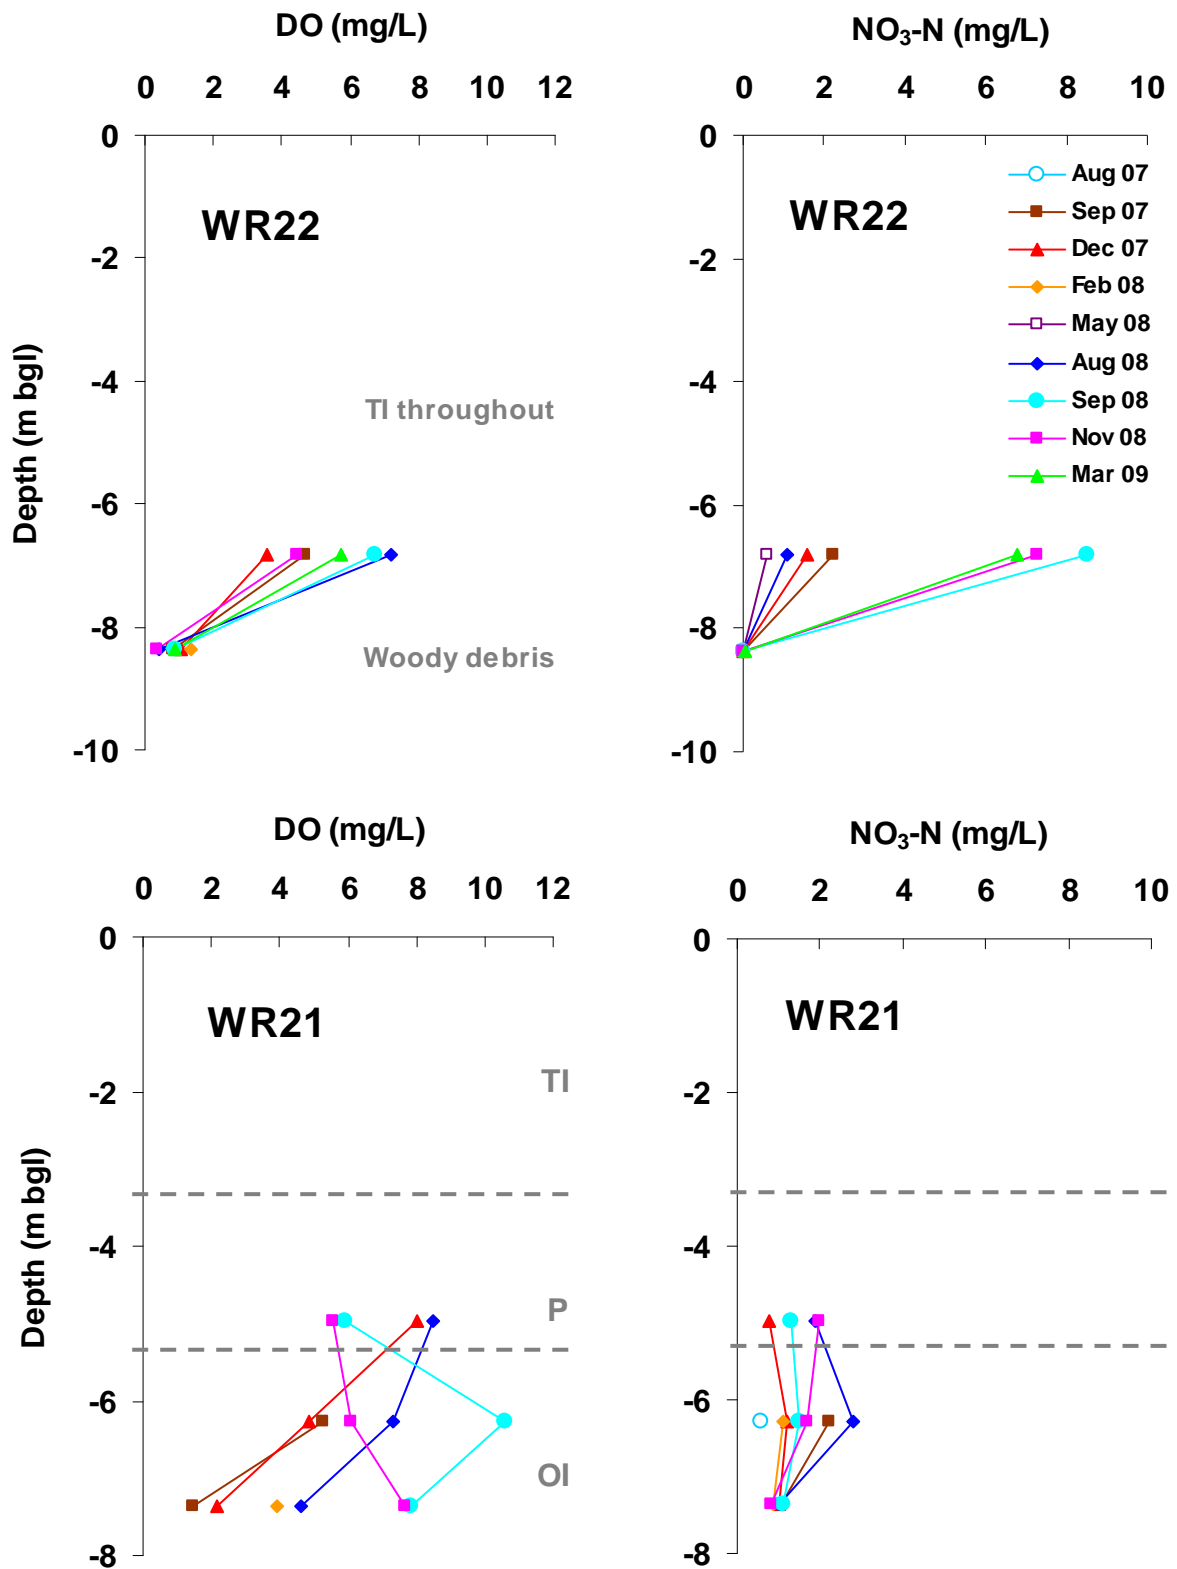 DO (mg/L)
0 2 4 6 8 10 12
0
-2
-4
-6
-8
-10
Depth (m bgl)
WR22
TI throughout
Woody debris
NO₃-N (mg/L)
0 2 4 6 8 10
0
-2
-4
-6
-8
-10
WR22
Aug 07
Sep 07
Dec 07
Feb 08
May 08
Aug 08
Sep 08
Nov 08
Mar 09
DO (mg/L)
0 2 4 6 8 10 12
0
-2
-4
-6
-8
Depth (m bgl)
WR21
TI
P
OI
NO₃-N (mg/L)
0 2 4 6 8 10
0
-2
-4
-6
-8
WR21